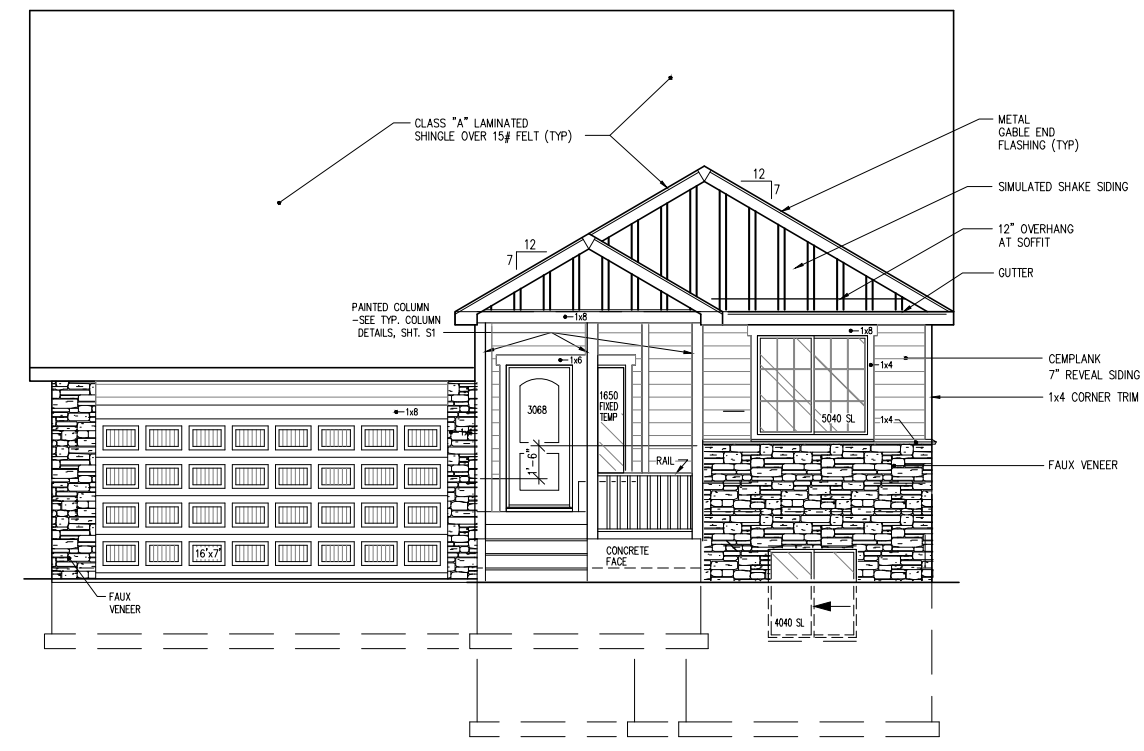 CLASS "A" LAMINATED
SHINGLE OVER 15# FELT (TYP)
METAL
GABLE END
FLASHING (TYP)
12
7
SIMULATED SHAKE SIDING
12" OVERHANG
AT SOFFIT
12
7
GUTTER
PAINTED COLUMN
-SEE TYP. COLUMN
DETAILS, SHT. S1
1x8
1x8
1x6
1x4
CEMPLANK
7" REVEAL SIDING
1x4 CORNER TRIM
1x8
3068
1650
FIXED
TEMP
5040 SL
1x4
1'-6"
RAIL
FAUX VENEER
16'x7'
CONCRETE
FACE
FAUX
VENEER
4040 SL